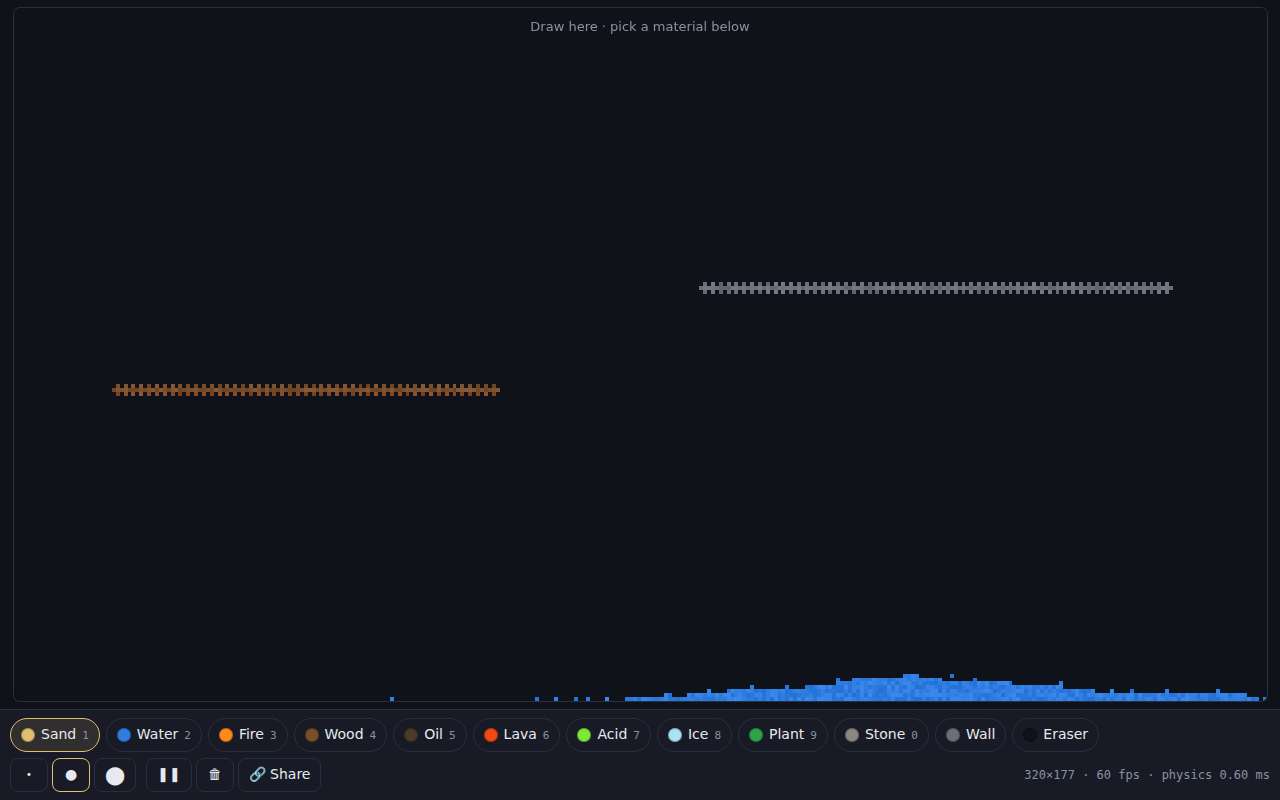 Draw here · pick a material below
Sand 1 Water 2 Fire 3 Wood 4 Oil 5 Lava 6 Acid 7 Ice 8 Plant 9 Stone 0 Wall Eraser
Share 320×177 · 60 fps · physics 0.60 ms